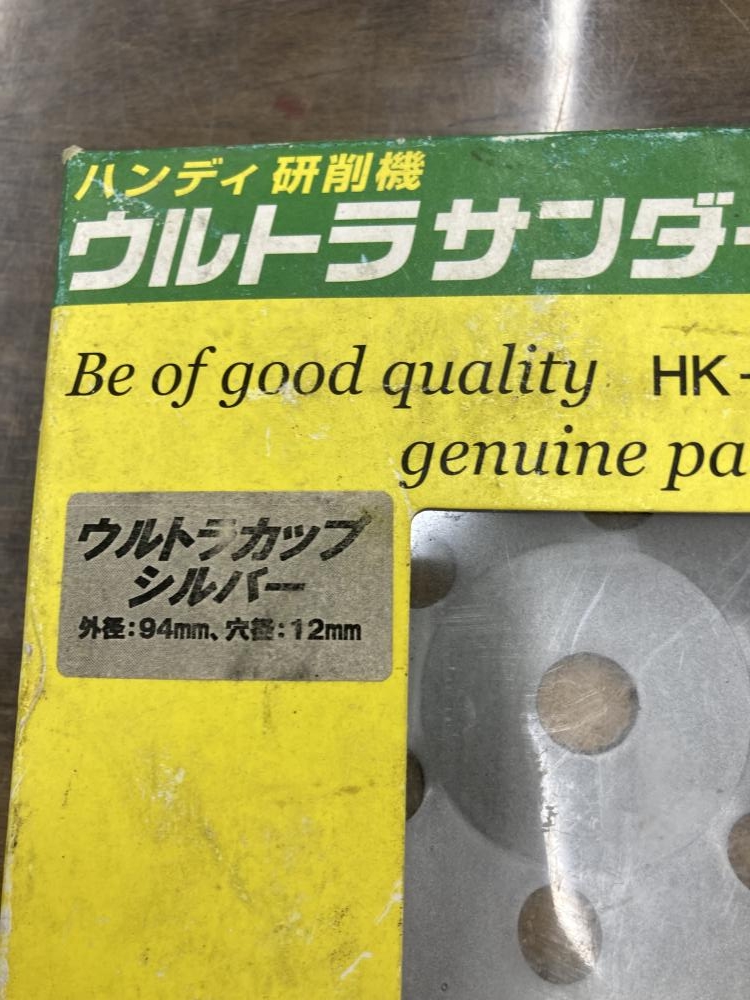 ハンディ 研削機
ウルトラサンダー
Be of good quality HK-
genuine pa
ウルトラカップ
シルバー
外径:94mm、穴径:12mm